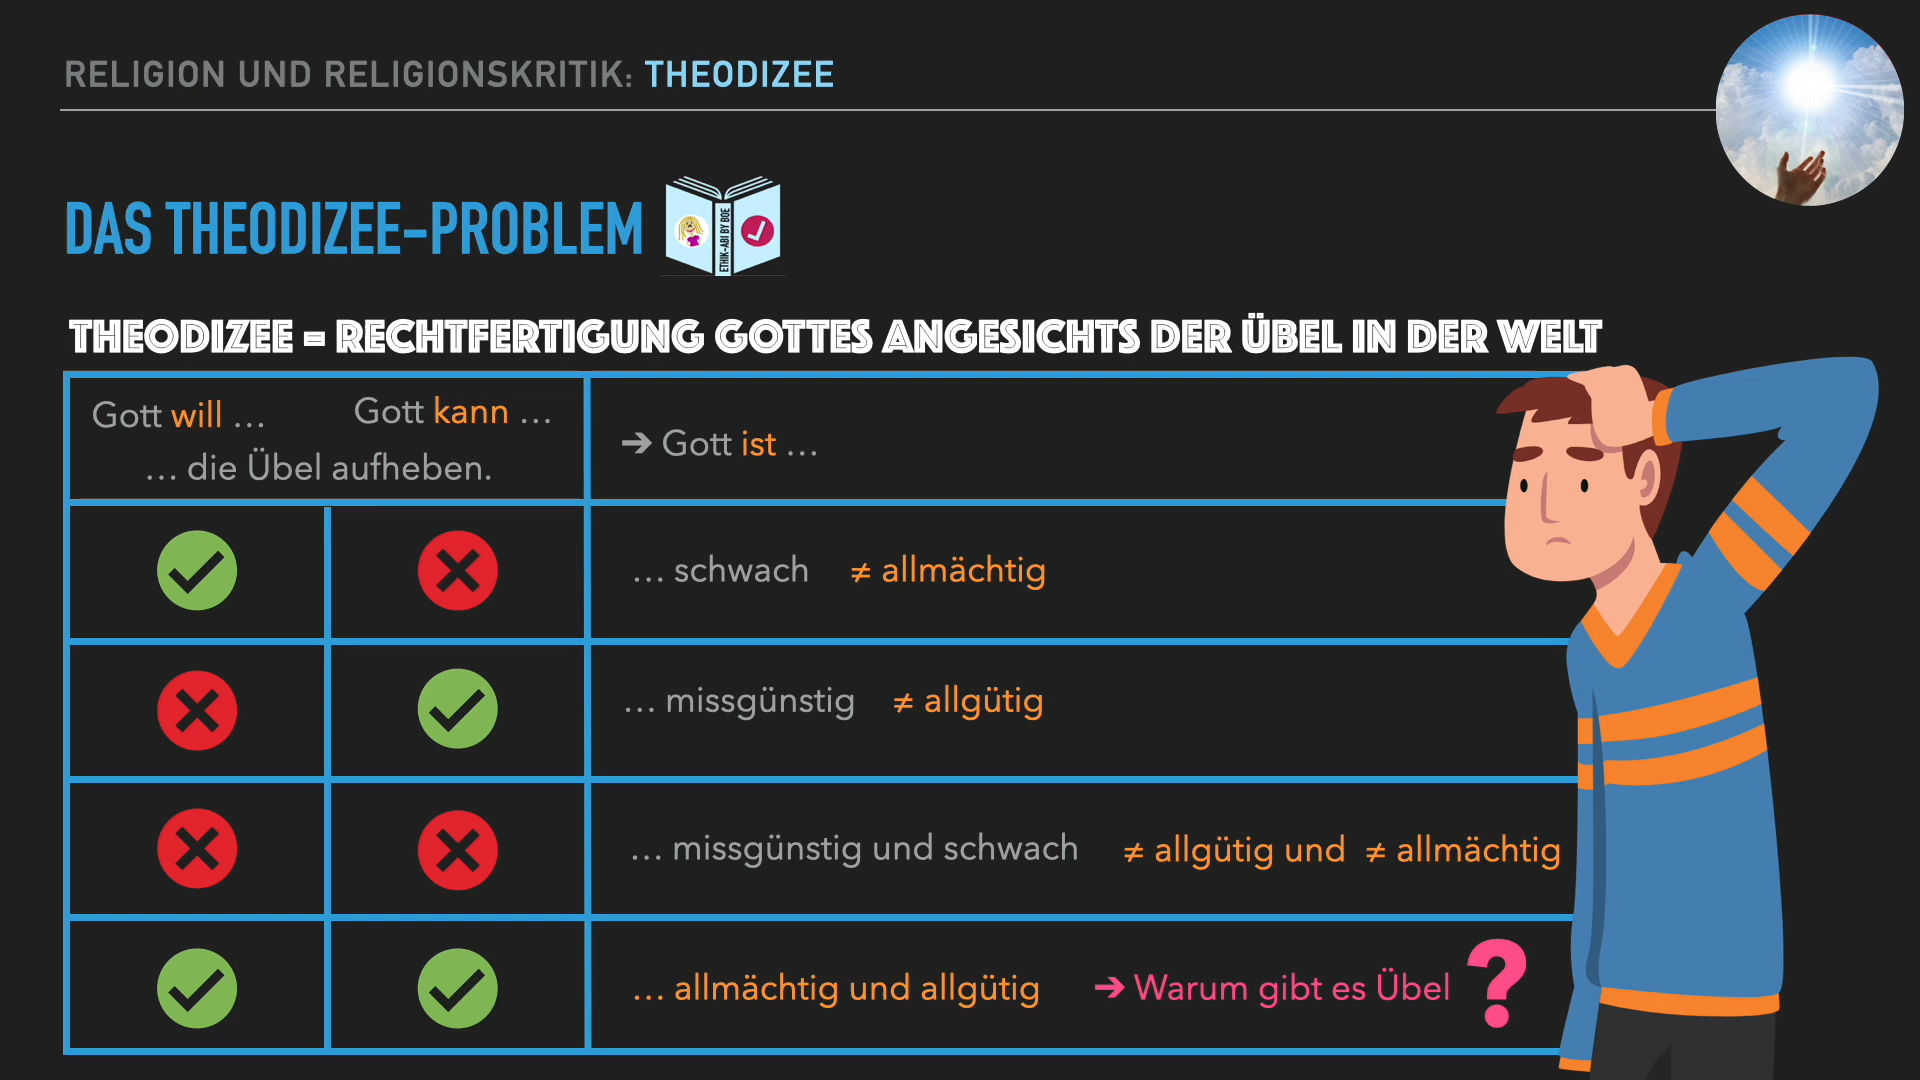 RELIGION UND RELIGIONSKRITIK: THEODIZEE
DAS THEODIZEE-PROBLEM
ETHIK-ABI BY BOE
THEODIZEE = RECHTFERTIGUNG GOTTES ANGESICHTS DER ÜBEL IN DER WELT
Gott will … Gott kann …
… die Übel aufheben.
➔ Gott ist …
… schwach ≠ allmächtig
… missgünstig ≠ allgütig
… missgünstig und schwach ≠ allgütig und ≠ allmächtig
… allmächtig und allgütig ➔ Warum gibt es Übel ?